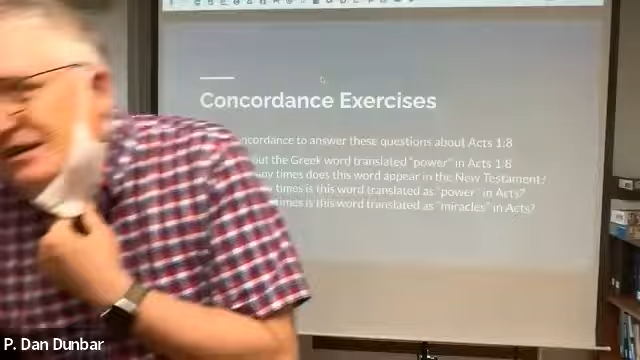 Concordance Exercises
oncordance to answer these questions about Acts 1:8
out the Greek word translated "power" in Acts 1:8
any times does this word appear in the New Testament?
times is this word translated as "power" in Acts?
times is this word translated as "miracles" in Acts?
P. Dan Dunbar